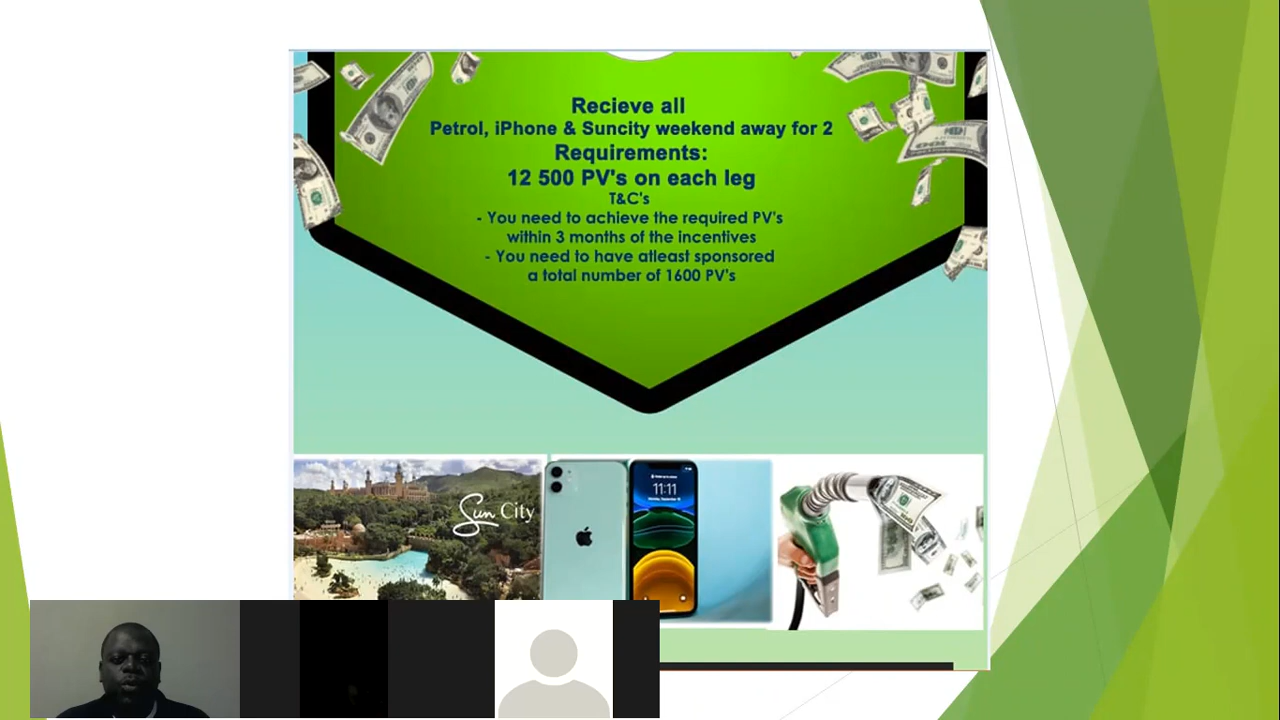 Recieve all
Petrol, iPhone & Suncity weekend away for 2
Requirements:
12 500 PV's on each leg
T&C's
- You need to achieve the required PV's
within 3 months of the incentives
- You need to have atleast sponsored
a total number of 1600 PV's
Sun City
11:11